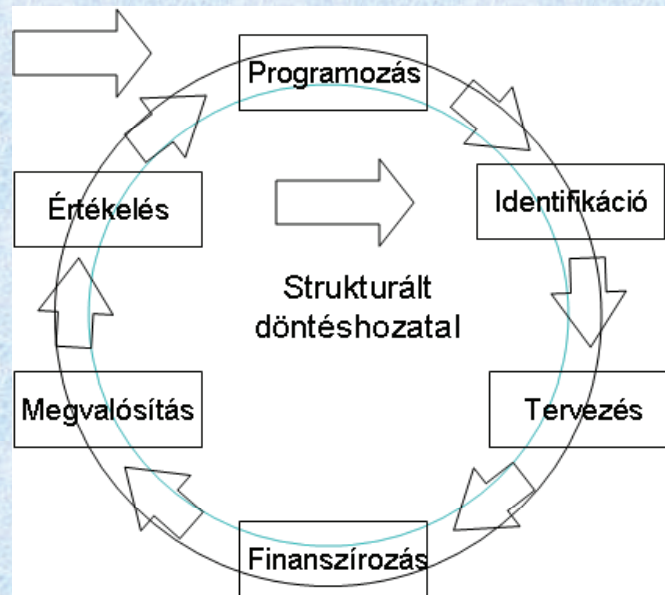 Programozás
Identifikáció
Értékelés
Strukturált
döntéshozatal
Megvalósítás
Tervezés
Finanszírozás